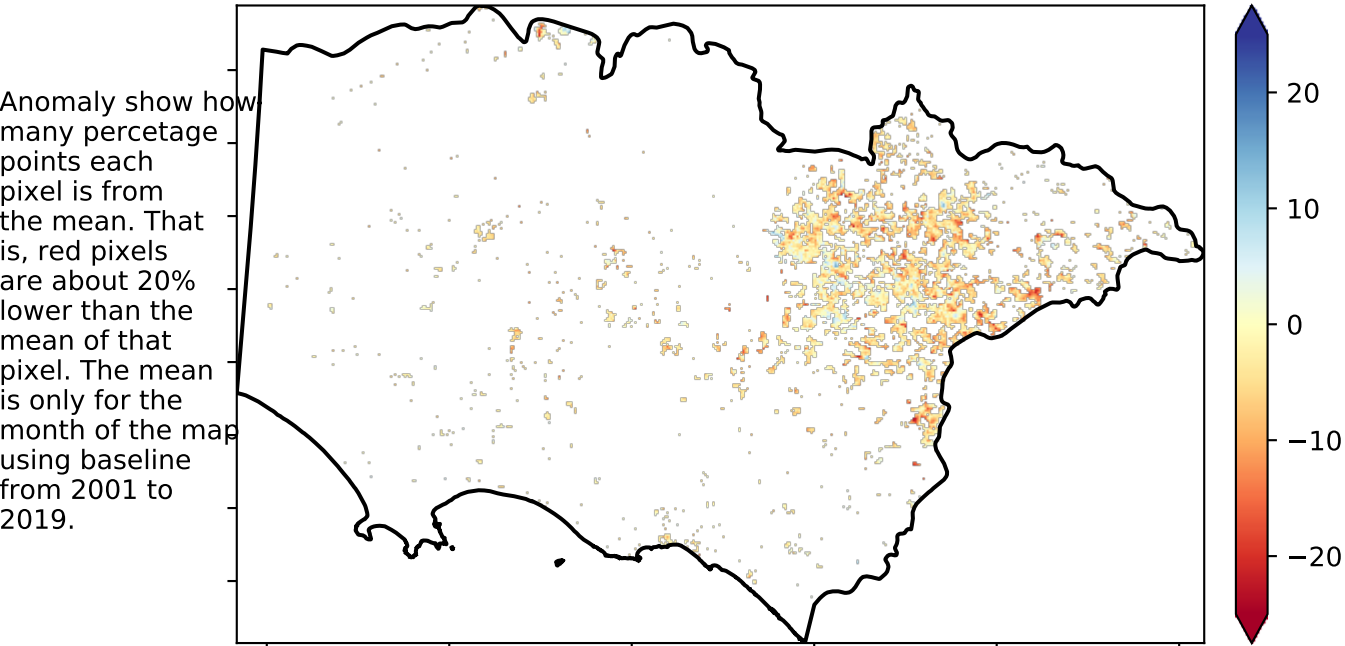 Anomaly show how
many percetage
points each
pixel is from
the mean. That
is, red pixels
are about 20%
lower than the
mean of that
pixel. The mean
is only for the
month of the map
using baseline
from 2001 to
2019.
20
10
0
−10
−20